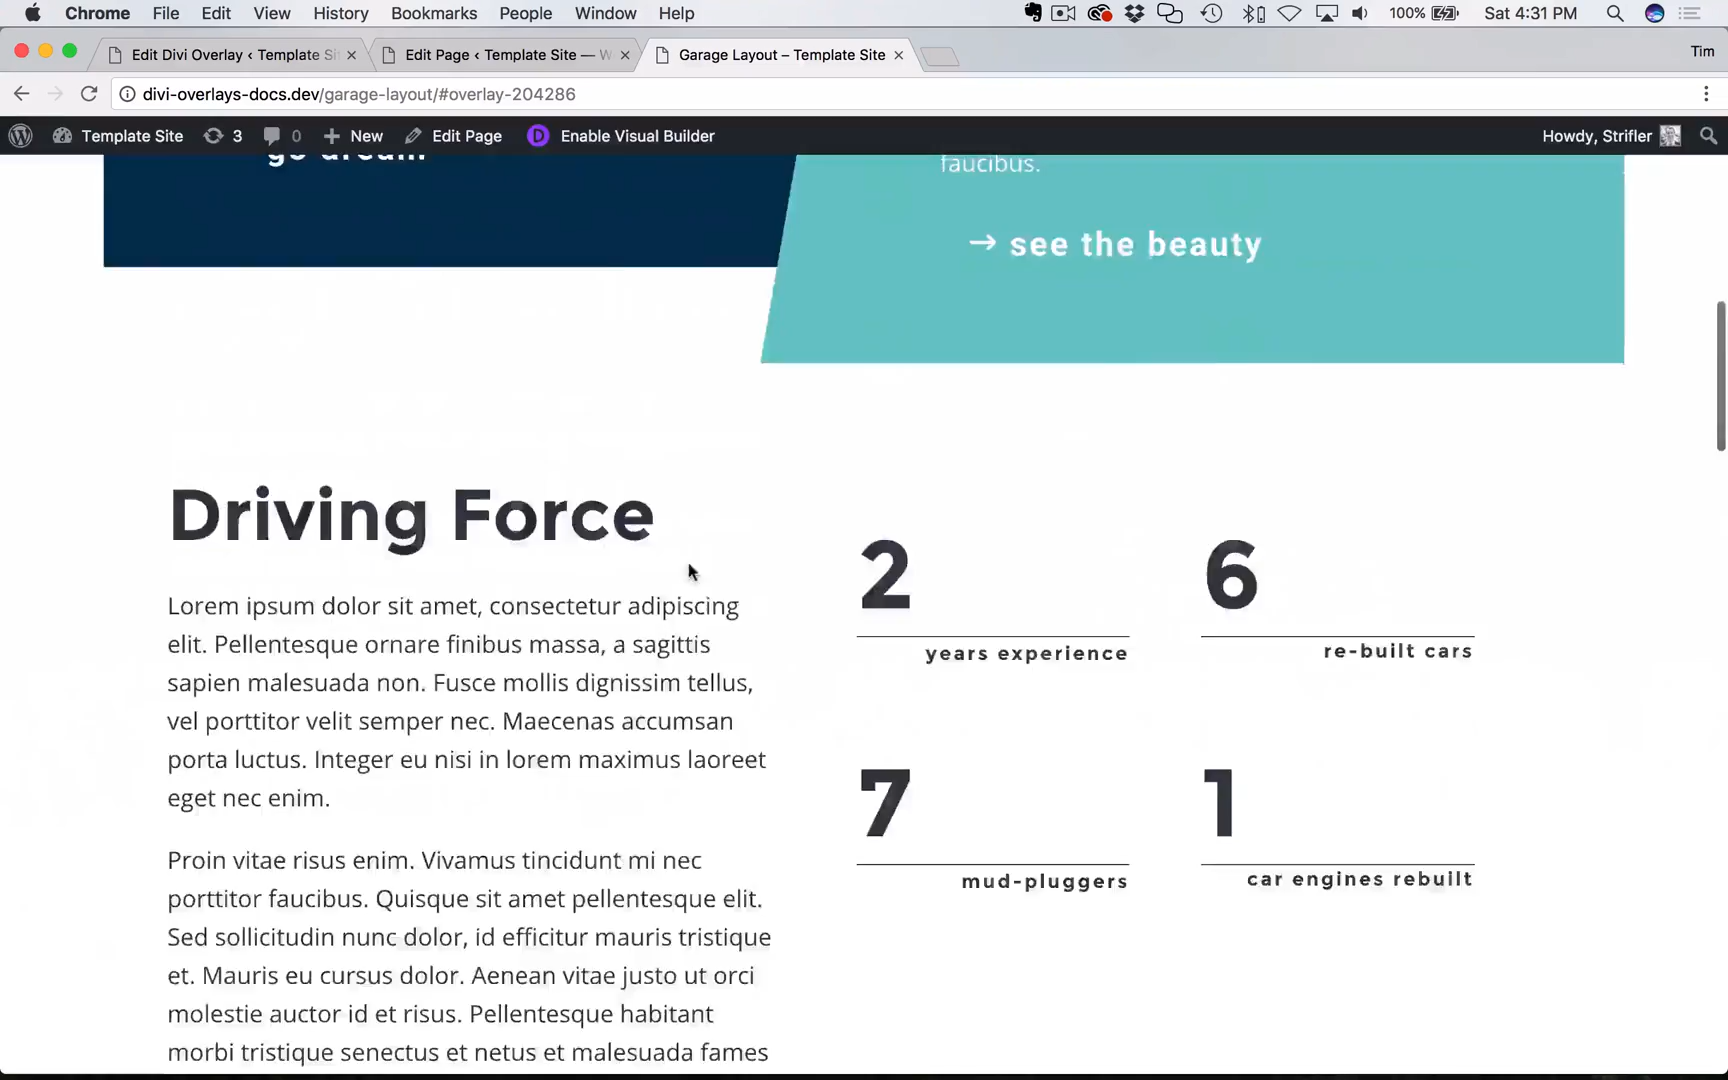 Chrome File Edit View History Bookmarks People Window Help 100% Sat 4:31 PM
Edit Divi Overlay ‹ Template Si × Edit Page ‹ Template Site — W × Garage Layout – Template Site × Tim
divi-overlays-docs.dev/garage-layout/#overlay-204286
Template Site 3 0 + New Edit Page D Enable Visual Builder Howdy, Strifler
go dream.
faucibus.
→ see the beauty
Driving Force
Lorem ipsum dolor sit amet, consectetur adipiscing
elit. Pellentesque ornare finibus massa, a sagittis
sapien malesuada non. Fusce mollis dignissim tellus,
vel porttitor velit semper nec. Maecenas accumsan
porta luctus. Integer eu nisi in lorem maximus laoreet
eget nec enim.
Proin vitae risus enim. Vivamus tincidunt mi nec
porttitor faucibus. Quisque sit amet pellentesque elit.
Sed sollicitudin nunc dolor, id efficitur mauris tristique
et. Mauris eu cursus dolor. Aenean vitae justo ut orci
molestie auctor id et risus. Pellentesque habitant
morbi tristique senectus et netus et malesuada fames
2
years experience
6
re-built cars
7
mud-pluggers
1
car engines rebuilt